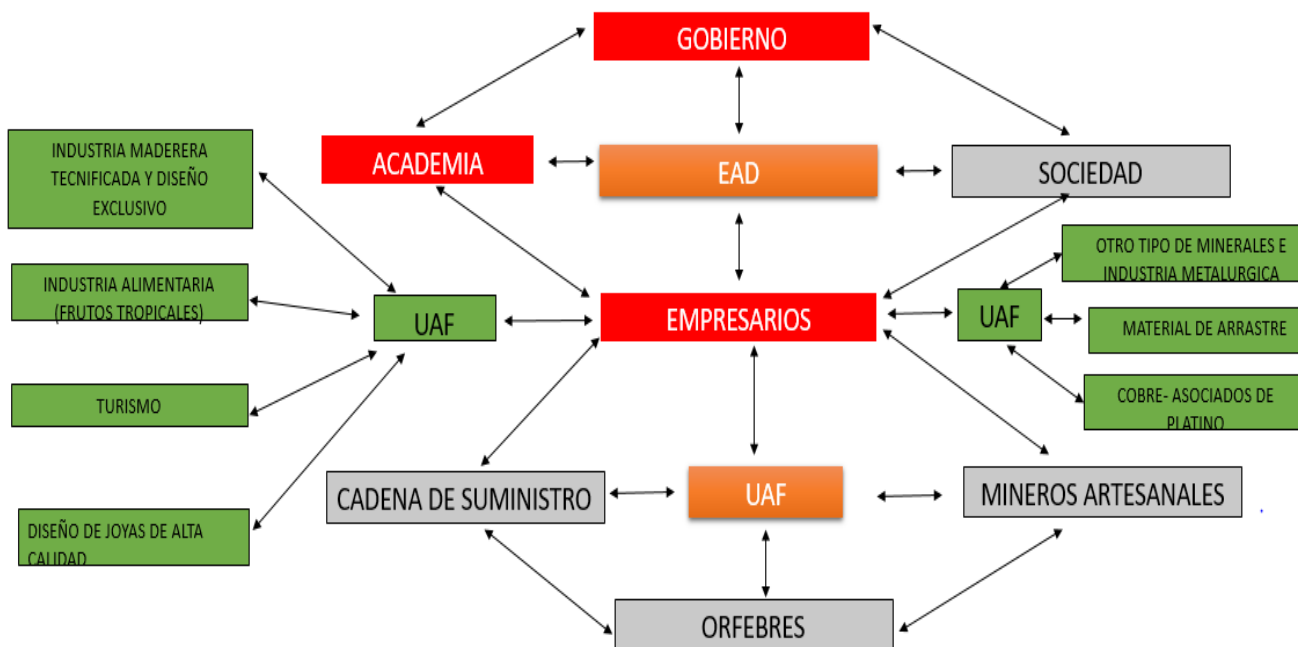 GOBIERNO
INDUSTRIA MADERERA
TECNIFICADA Y DISEÑO
EXCLUSIVO
ACADEMIA
EAD
SOCIEDAD
OTRO TIPO DE MINERALES E
INDUSTRIA METALURGICA
INDUSTRIA ALIMENTARIA
(FRUTOS TROPICALES)
UAF
EMPRESARIOS
UAF
MATERIAL DE ARRASTRE
TURISMO
COBRE- ASOCIADOS DE
PLATINO
CADENA DE SUMINISTRO
UAF
MINEROS ARTESANALES
DISEÑO DE JOYAS DE ALTA
CALIDAD
ORFEBRES